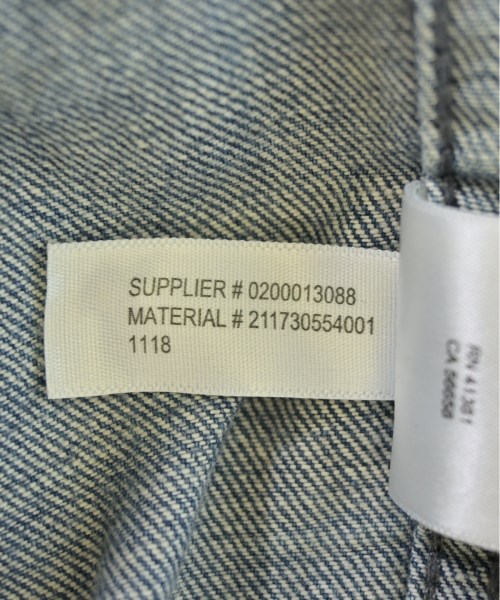 SUPPLIER # 0200013088
MATERIAL # 211730554001
1118
RN 41381
CA 56658